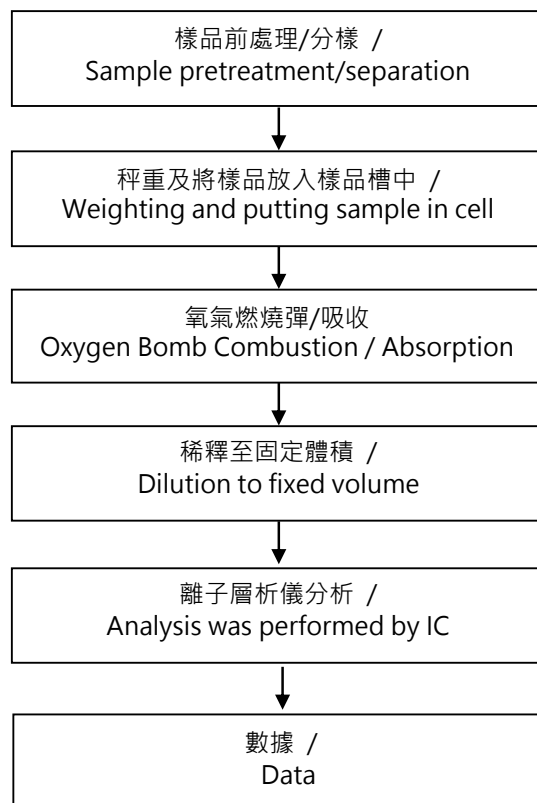 樣品前處理/分樣 /
Sample pretreatment/separation
秤重及將樣品放入樣品槽中 /
Weighting and putting sample in cell
氧氣燃燒彈/吸收
Oxygen Bomb Combustion / Absorption
稀釋至固定體積 /
Dilution to fixed volume
離子層析儀分析 /
Analysis was performed by IC
數據 /
Data